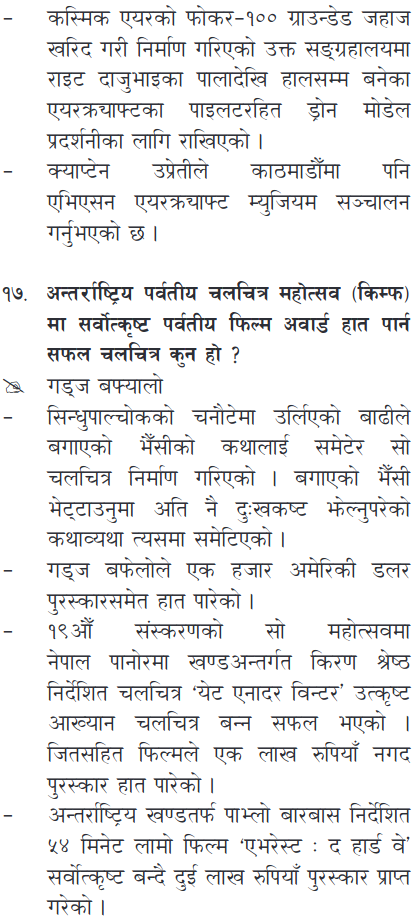 – कस्मिक एयरको फोकर-१०० ग्राउन्डेड जहाज
खरिद गरी निर्माण गरिएको उक्त सङ्ग्रहालयमा
राइट दाजुभाइका पालादेखि हालसम्म बनेका
एयरक्र्याफ्टका पाइलटरहित ड्रोन मोडेल
प्रदर्शनीका लागि राखिएको ।
– क्याप्टेन उप्रेतीले काठमाडौँमा पनि
एभिएसन एयरक्र्याफ्ट म्युजियम सञ्चालन
गर्नुभएको छ ।
१७. अन्तर्राष्ट्रिय पर्वतीय चलचित्र महोत्सव (किम्फ)
मा सर्वोत्कृष्ट पर्वतीय फिल्म अवार्ड हात पार्न
सफल चलचित्र कुन हो ?
गड्ज बफ्यालो
– सिन्धुपाल्चोकको चनौटेमा उर्लिएको बाढीले
बगाएको भैँसीको कथालाई समेटेर सो
चलचित्र निर्माण गरिएको । बगाएको भैँसी
भेट्टाउनुमा अति नै दुःखकष्ट झेल्नुपरेको
कथाव्यथा त्यसमा समेटिएको ।
– गड्ज बफेलोले एक हजार अमेरिकी डलर
पुरस्कारसमेत हात पारेको ।
– १९औँ संस्करणको सो महोत्सवमा
नेपाल पानोरमा खण्डअन्तर्गत किरण श्रेष्ठ
निर्देशित चलचित्र ‘येट एनादर विन्टर’ उत्कृष्ट
आख्यान चलचित्र बन्न सफल भएको ।
जितसहित फिल्मले एक लाख रुपियाँ नगद
पुरस्कार हात पारेको ।
– अन्तर्राष्ट्रिय खण्डतर्फ पाभ्लो बारबास निर्देशित
५४ मिनेट लामो फिल्म ‘एभरेस्ट : द हार्ड वे’
सर्वोत्कृष्ट बन्दै दुई लाख रुपियाँ पुरस्कार प्राप्त
गरेको ।